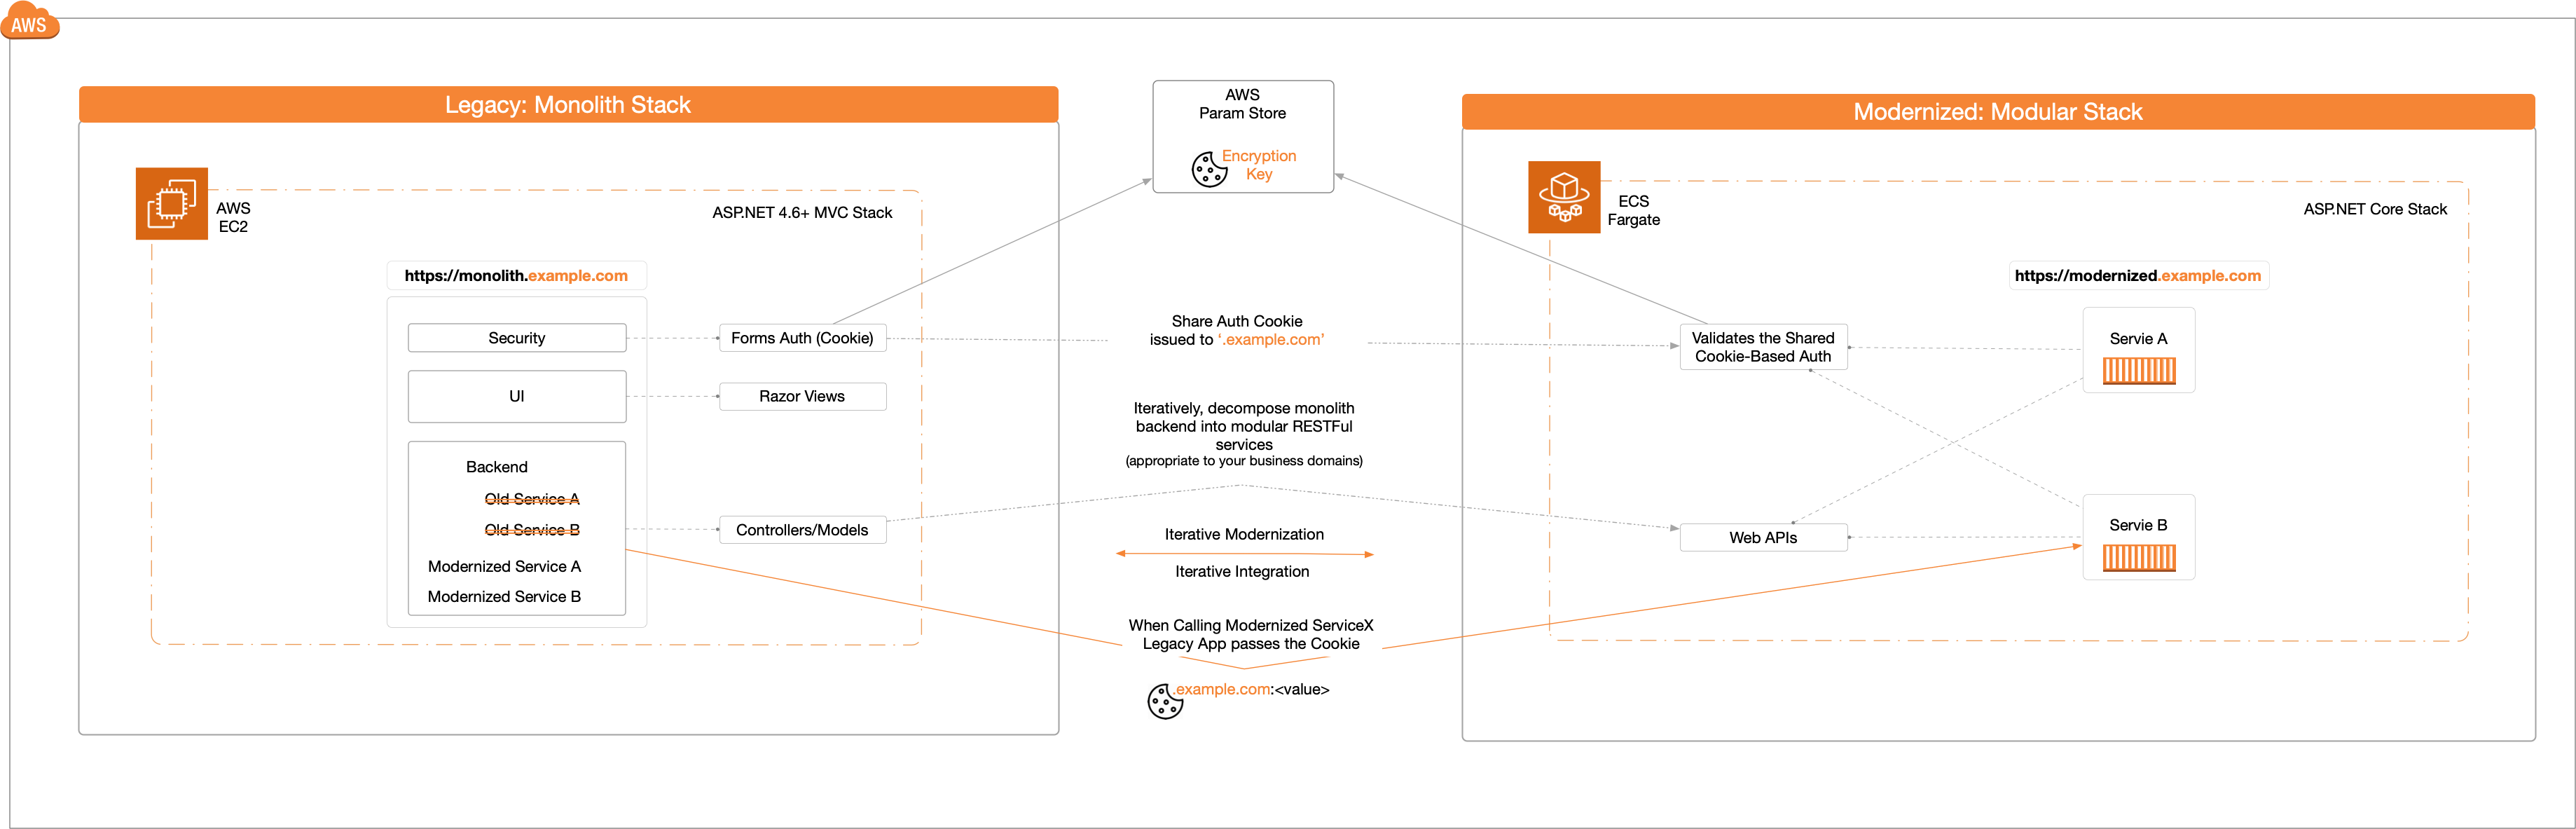 AWS
Legacy: Monolith Stack
AWS
EC2
ASP.NET 4.6+ MVC Stack
https://monolith.example.com
Security
Forms Auth (Cookie)
UI
Razor Views
Backend
Old Service A
Old Service B
Controllers/Models
Modernized Service A
Modernized Service B
AWS
Param Store
Encryption
Key
Share Auth Cookie
issued to ‘.example.com’
Iteratively, decompose monolith
backend into modular RESTFul
services
(appropriate to your business domains)
Iterative Modernization
Iterative Integration
When Calling Modernized ServiceX
Legacy App passes the Cookie
.example.com:<value>
Modernized: Modular Stack
ECS
Fargate
ASP.NET Core Stack
https://modernized.example.com
Validates the Shared
Cookie-Based Auth
Servie A
Web APIs
Servie B